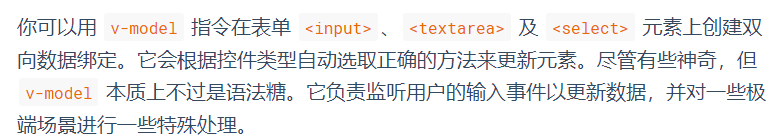 你可以用 v-model 指令在表单 <input> 、 <textarea> 及 <select> 元素上创建双
向数据绑定。它会根据控件类型自动选取正确的方法来更新元素。尽管有些神奇，但
v-model 本质上不过是语法糖。它负责监听用户的输入事件以更新数据，并对一些极
端场景进行一些特殊处理。